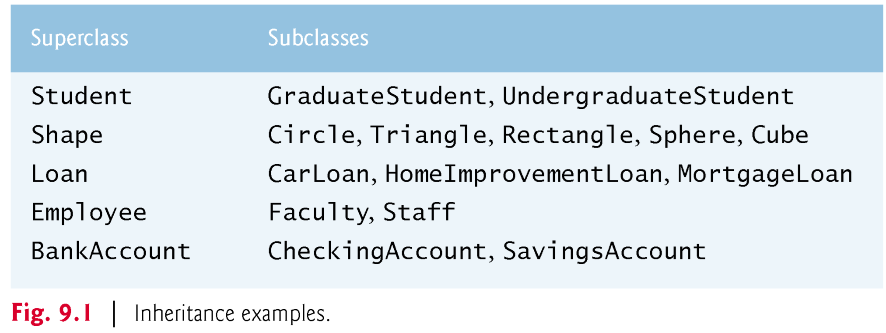 Superclass Subclasses
Student GraduateStudent, UndergraduateStudent
Shape Circle, Triangle, Rectangle, Sphere, Cube
Loan CarLoan, HomeImprovementLoan, MortgageLoan
Employee Faculty, Staff
BankAccount CheckingAccount, SavingsAccount
Fig. 9.1 | Inheritance examples.